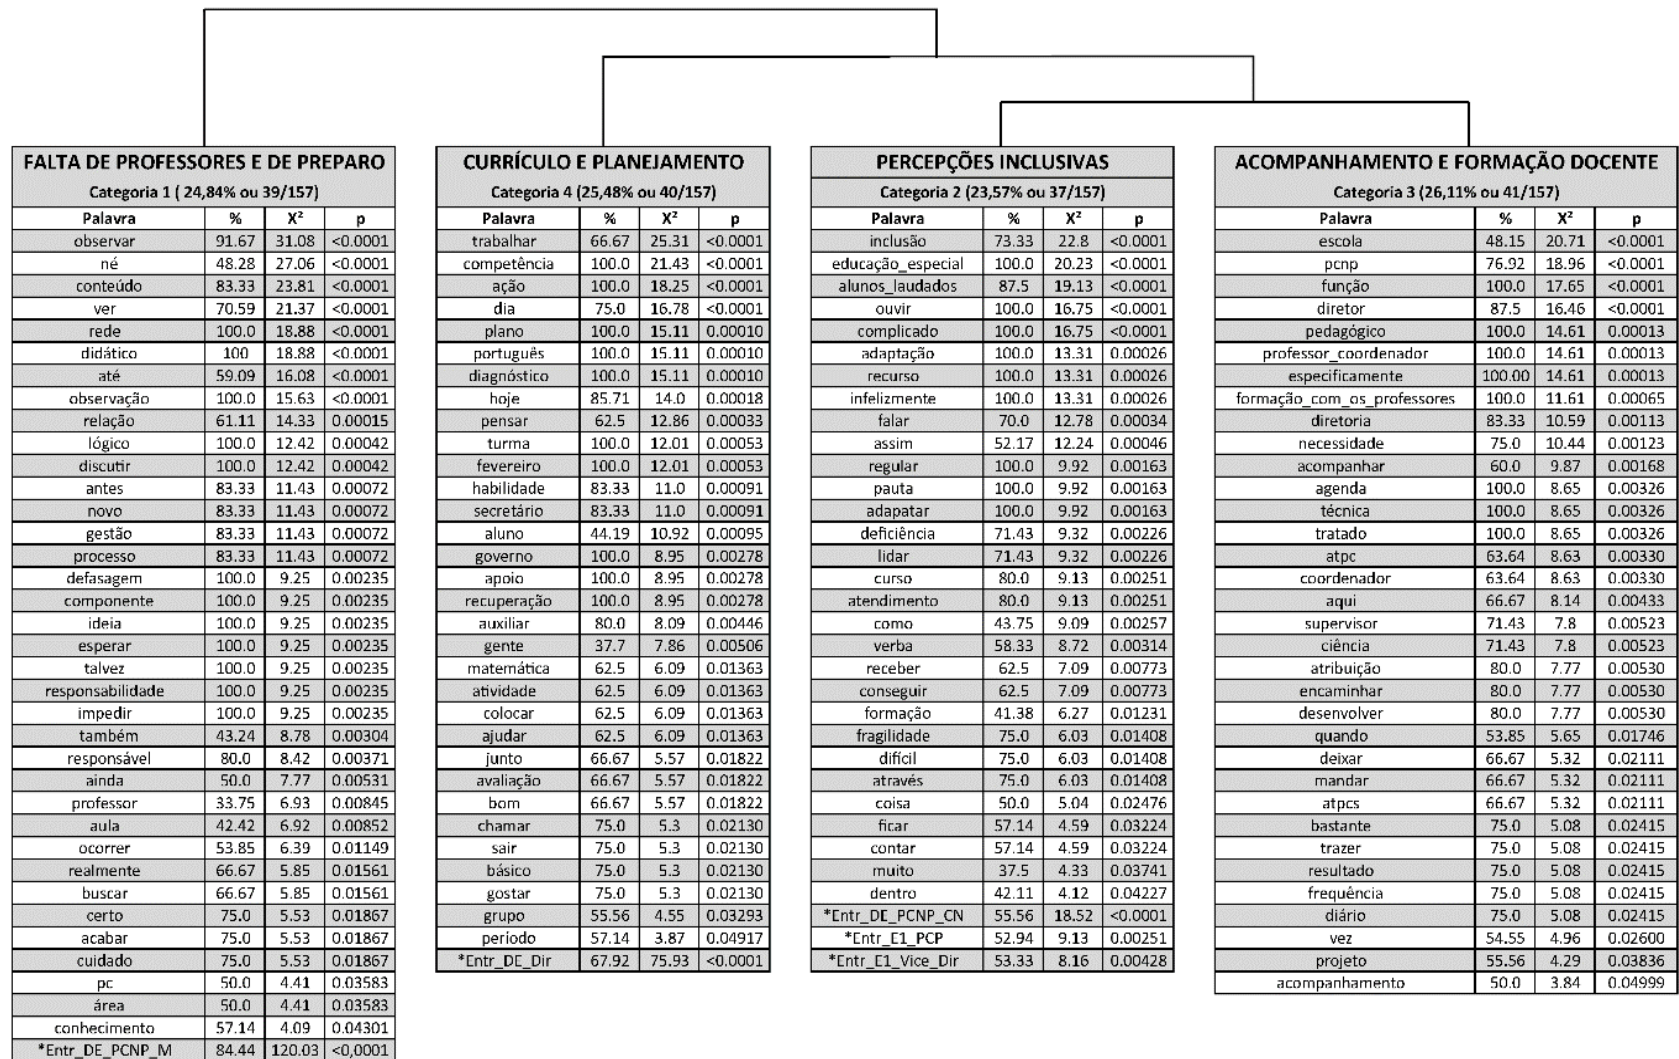 FALTA DE PROFESSORES E DE PREPARO
Categoria 1 ( 24,84% ou 39/157)
Palavra % X² p
observar 91.67 31.08 <0.0001
né 48.28 27.06 <0.0001
conteúdo 83.33 23.81 <0.0001
ver 70.59 21.37 <0.0001
rede 100.0 18.88 <0.0001
didático 100 18.88 <0.0001
até 59.09 16.08 <0.0001
observação 100.0 15.63 <0.0001
relação 61.11 14.33 0.00015
lógico 100.0 12.42 0.00042
discutir 100.0 12.42 0.00042
antes 83.33 11.43 0.00072
novo 83.33 11.43 0.00072
gestão 83.33 11.43 0.00072
processo 83.33 11.43 0.00072
defasagem 100.0 9.25 0.00235
componente 100.0 9.25 0.00235
ideia 100.0 9.25 0.00235
esperar 100.0 9.25 0.00235
talvez 100.0 9.25 0.00235
responsabilidade 100.0 9.25 0.00235
impedir 100.0 9.25 0.00235
também 43.24 8.78 0.00304
responsável 80.0 8.42 0.00371
ainda 50.0 7.77 0.00531
professor 33.75 6.93 0.00845
aula 42.42 6.92 0.00852
ocorrer 53.85 6.39 0.01149
realmente 66.67 5.85 0.01561
buscar 66.67 5.85 0.01561
certo 75.0 5.53 0.01867
acabar 75.0 5.53 0.01867
cuidado 75.0 5.53 0.01867
pc 50.0 4.41 0.03583
área 50.0 4.41 0.03583
conhecimento 57.14 4.09 0.04301
*Entr_DE_PCNP_M 84.44 120.03 <0,0001
CURRÍCULO E PLANEJAMENTO
Categoria 4 (25,48% ou 40/157)
Palavra % X² p
trabalhar 66.67 25.31 <0.0001
competência 100.0 21.43 <0.0001
ação 100.0 18.25 <0.0001
dia 75.0 16.78 <0.0001
plano 100.0 15.11 0.00010
português 100.0 15.11 0.00010
diagnóstico 100.0 15.11 0.00010
hoje 85.71 14.0 0.00018
pensar 62.5 12.86 0.00033
turma 100.0 12.01 0.00053
fevereiro 100.0 12.01 0.00053
habilidade 83.33 11.0 0.00091
secretário 83.33 11.0 0.00091
aluno 44.19 10.92 0.00095
governo 100.0 8.95 0.00278
apoio 100.0 8.95 0.00278
recuperação 100.0 8.95 0.00278
auxiliar 80.0 8.09 0.00446
gente 37.7 7.86 0.00506
matemática 62.5 6.09 0.01363
atividade 62.5 6.09 0.01363
colocar 62.5 6.09 0.01363
ajudar 62.5 6.09 0.01363
junto 66.67 5.57 0.01822
avaliação 66.67 5.57 0.01822
bom 66.67 5.57 0.01822
chamar 75.0 5.3 0.02130
sair 75.0 5.3 0.02130
básico 75.0 5.3 0.02130
gostar 75.0 5.3 0.02130
grupo 55.56 4.55 0.03293
período 57.14 3.87 0.04917
*Entr_DE_Dir 67.92 75.93 <0.0001
PERCEPÇÕES INCLUSIVAS
Categoria 2 (23,57% ou 37/157)
Palavra % X² p
inclusão 73.33 22.8 <0.0001
educação_especial 100.0 20.23 <0.0001
alunos_laudados 87.5 19.13 <0.0001
ouvir 100.0 16.75 <0.0001
complicado 100.0 16.75 <0.0001
adaptação 100.0 13.31 0.00026
recurso 100.0 13.31 0.00026
infelizmente 100.0 13.31 0.00026
falar 70.0 12.78 0.00034
assim 52.17 12.24 0.00046
regular 100.0 9.92 0.00163
pauta 100.0 9.92 0.00163
adapatar 100.0 9.92 0.00163
deficiência 71.43 9.32 0.00226
lidar 71.43 9.32 0.00226
curso 80.0 9.13 0.00251
atendimento 80.0 9.13 0.00251
como 43.75 9.09 0.00257
verba 58.33 8.72 0.00314
receber 62.5 7.09 0.00773
conseguir 62.5 7.09 0.00773
formação 41.38 6.27 0.01231
fragilidade 75.0 6.03 0.01408
difícil 75.0 6.03 0.01408
através 75.0 6.03 0.01408
coisa 50.0 5.04 0.02476
ficar 57.14 4.59 0.03224
contar 57.14 4.59 0.03224
muito 37.5 4.33 0.03741
dentro 42.11 4.12 0.04227
*Entr_DE_PCNP_CN 55.56 18.52 <0.0001
*Entr_E1_PCP 52.94 9.13 0.00251
*Entr_E1_Vice_Dir 53.33 8.16 0.00428
ACOMPANHAMENTO E FORMAÇÃO DOCENTE
Categoria 3 (26,11% ou 41/157)
Palavra % X² p
escola 48.15 20.71 <0.0001
pcnp 76.92 18.96 <0.0001
função 100.0 17.65 <0.0001
diretor 87.5 16.46 <0.0001
pedagógico 100.0 14.61 0.00013
professor_coordenador 100.0 14.61 0.00013
especificamente 100.00 14.61 0.00013
formação_com_os_professores 100.0 11.61 0.00065
diretoria 83.33 10.59 0.00113
necessidade 75.0 10.44 0.00123
acompanhar 60.0 9.87 0.00168
agenda 100.0 8.65 0.00326
técnica 100.0 8.65 0.00326
tratado 100.0 8.65 0.00326
atpc 63.64 8.63 0.00330
coordenador 63.64 8.63 0.00330
aqui 66.67 8.14 0.00433
supervisor 71.43 7.8 0.00523
ciência 71.43 7.8 0.00523
atribuição 80.0 7.77 0.00530
encaminhar 80.0 7.77 0.00530
desenvolver 80.0 7.77 0.00530
quando 53.85 5.65 0.01746
deixar 66.67 5.32 0.02111
mandar 66.67 5.32 0.02111
atpcs 66.67 5.32 0.02111
bastante 75.0 5.08 0.02415
trazer 75.0 5.08 0.02415
resultado 75.0 5.08 0.02415
frequência 75.0 5.08 0.02415
diário 75.0 5.08 0.02415
vez 54.55 4.96 0.02600
projeto 55.56 4.29 0.03836
acompanhamento 50.0 3.84 0.04999